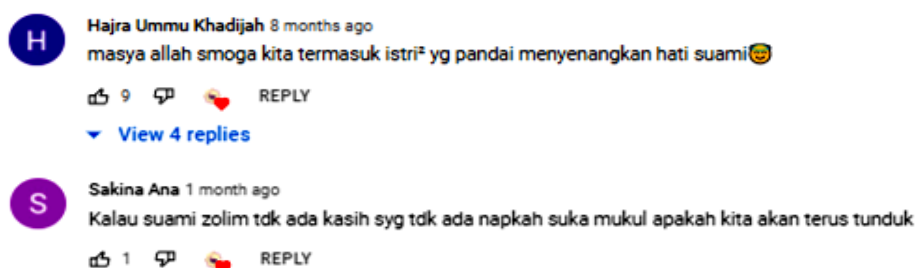 H
Hajra Ummu Khadijah 8 months ago
masya allah smoga kita termasuk istri² yg pandai menyenangkan hati suami😇
9 REPLY
View 4 replies
S
Sakina Ana 1 month ago
Kalau suami zolim tdk ada kasih syg tdk ada napkah suka mukul apakah kita akan terus tunduk
1 REPLY